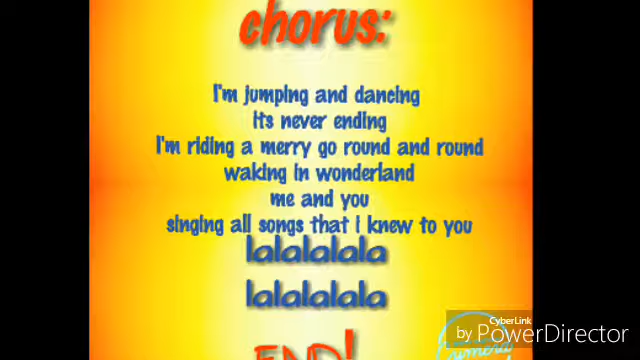 chorus:
I'm jumping and dancing
its never ending
I'm riding a merry go round and round
waking in wonderland
me and you
singing all songs that i knew to you
lalalalala
lalalalala
END!
CyberLink
by PowerDirector